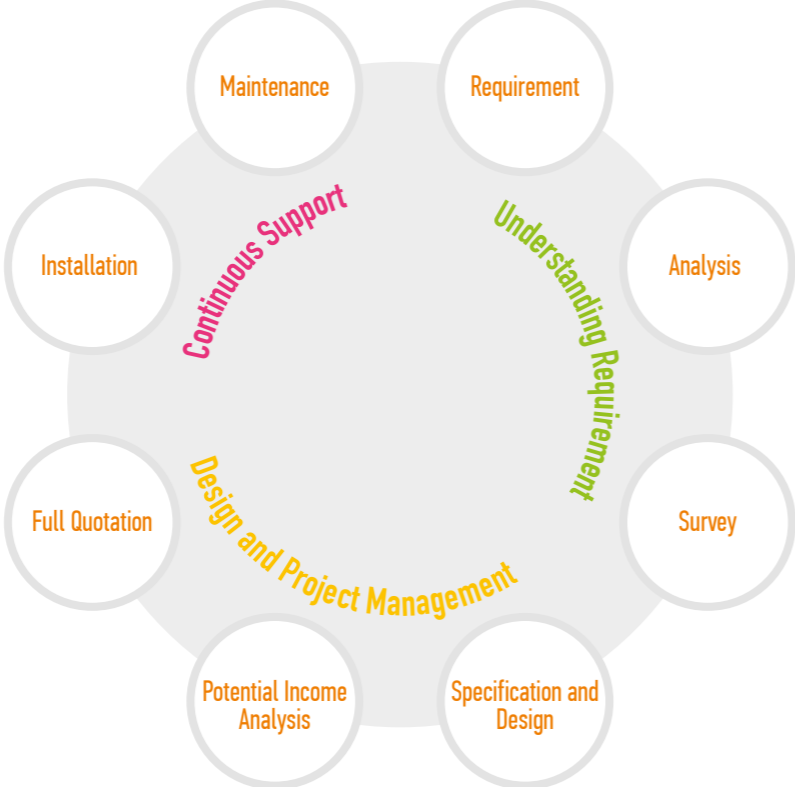 Maintenance
Requirement
Installation
Analysis
Continuous Support
Understanding Requirement
Full Quotation
Survey
Design and Project Management
Potential Income
Analysis
Specification and
Design